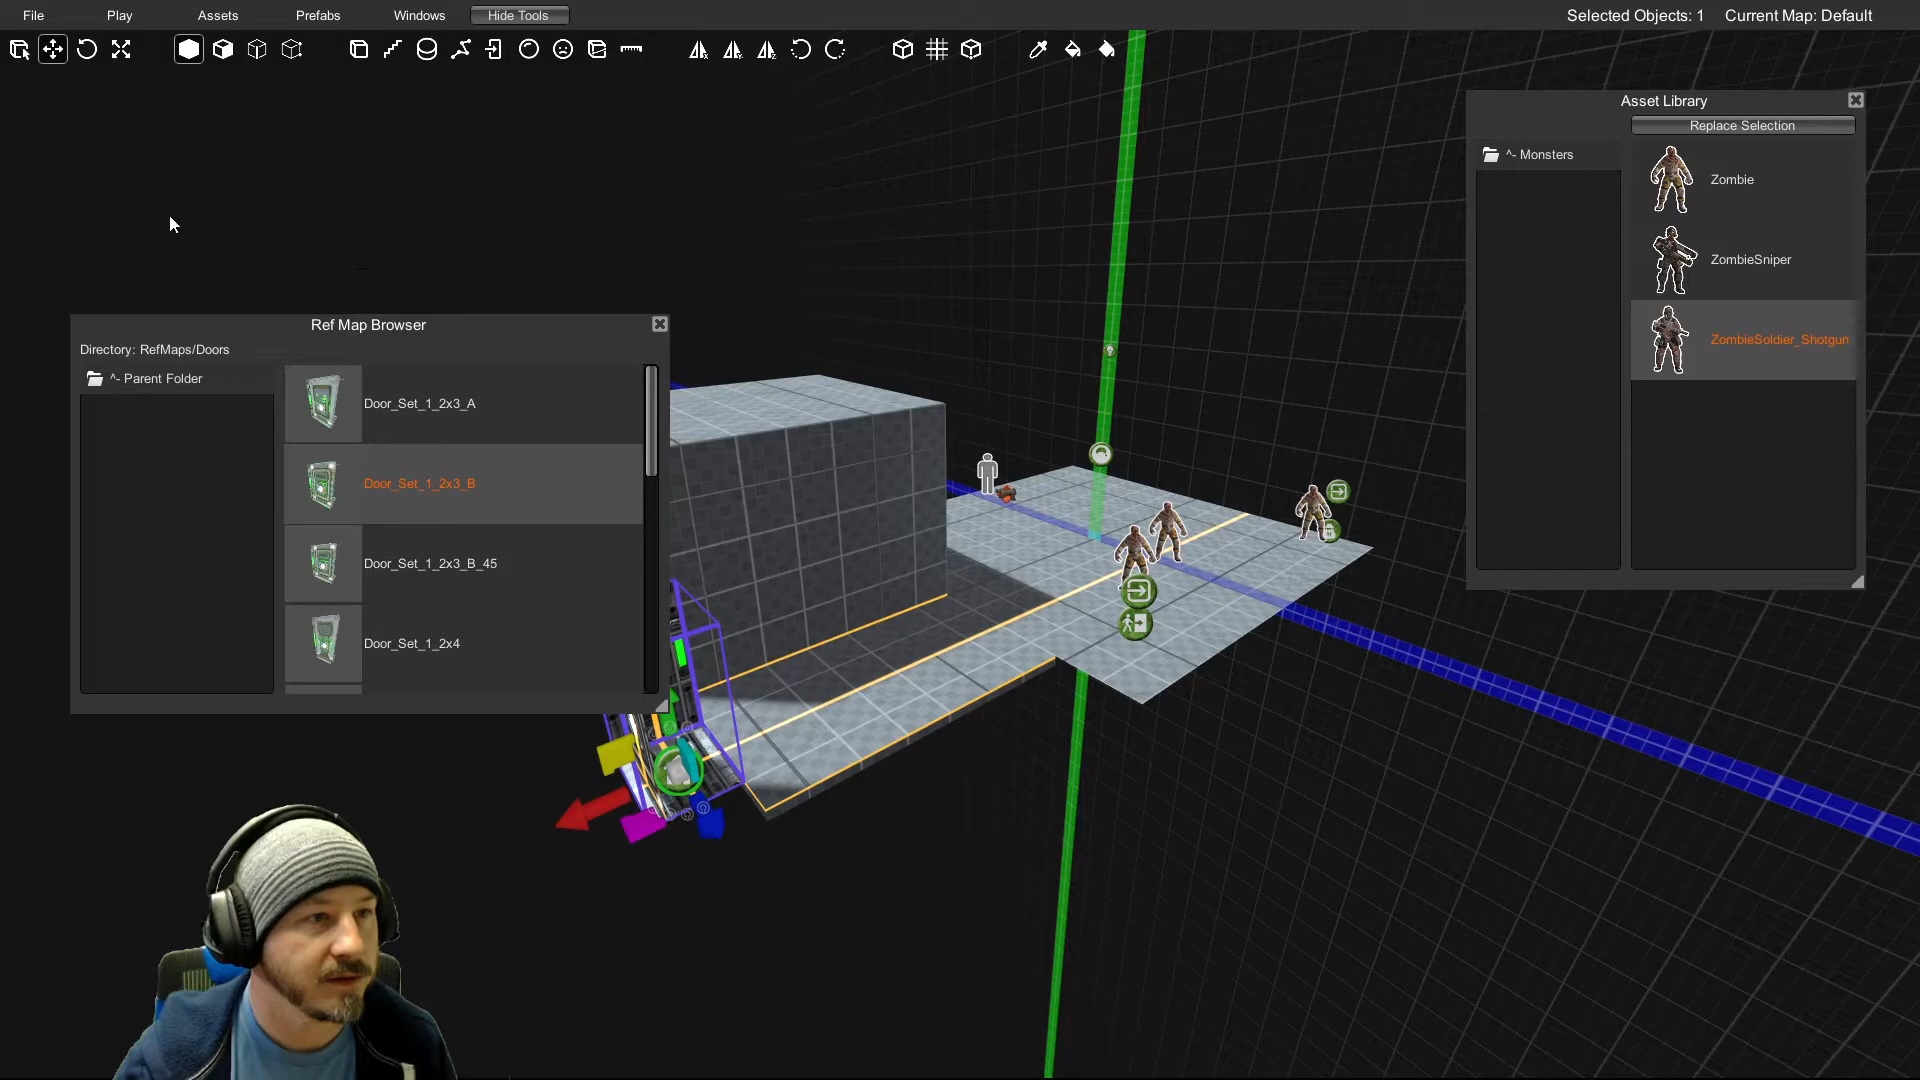 File Play Assets Prefabs Windows Hide Tools Selected Objects: 1 Current Map: Default
Asset Library
Replace Selection
^- Monsters
Zombie
ZombieSniper
ZombieSoldier_Shotgun
Ref Map Browser
Directory: RefMaps/Doors
^- Parent Folder
Door_Set_1_2x3_A
Door_Set_1_2x3_B
Door_Set_1_2x3_B_45
Door_Set_1_2x4